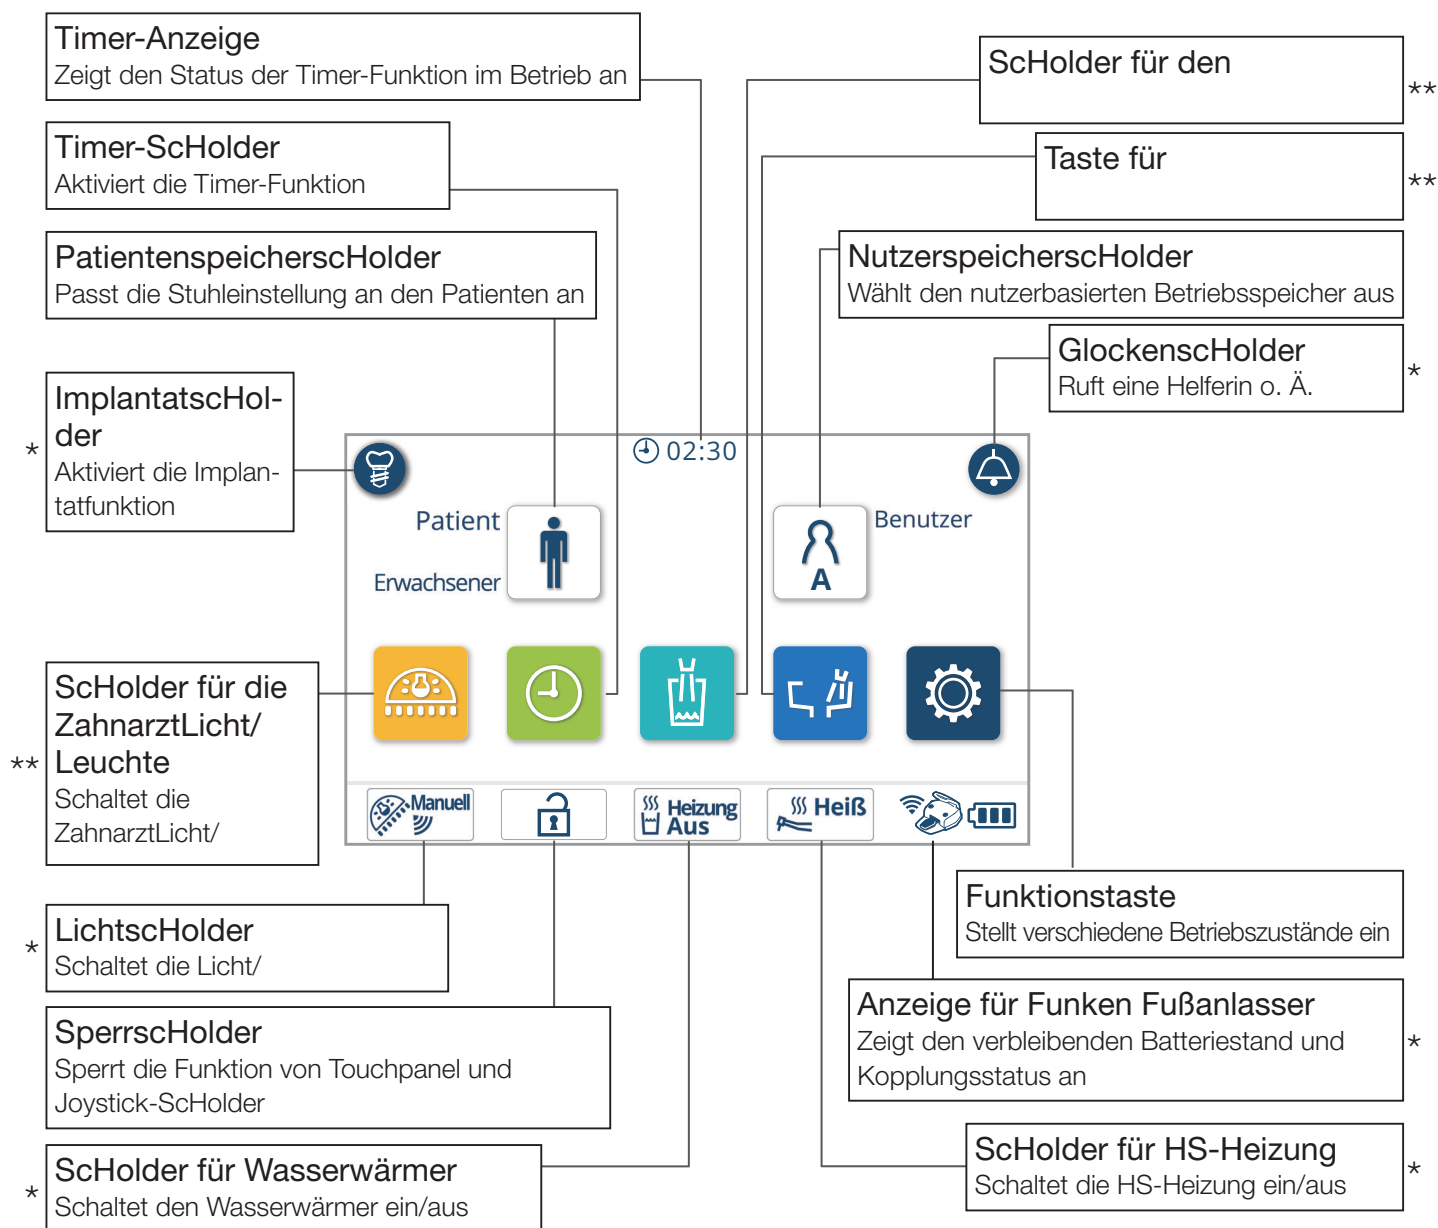 Timer-Anzeige
Zeigt den Status der Timer-Funktion im Betrieb an
ScHolder für den
**
Timer-ScHolder
Aktiviert die Timer-Funktion
Taste für
**
PatientenspeicherscHolder
Passt die Stuhleinstellung an den Patienten an
NutzerspeicherscHolder
Wählt den nutzerbasierten Betriebsspeicher aus
GlockenscHolder
Ruft eine Helferin o. Ä.
*
ImplantatscHol-
der
Aktiviert die Implan-
tatfunktion
*
02:30
Patient
Erwachsener
A
Benutzer
ScHolder für die
ZahnarztLicht/
Leuchte
Schaltet die
ZahnarztLicht/
**
Manuell
Heizung
Aus
Heiß
LichtscHolder
Schaltet die Licht/
*
Funktionstaste
Stellt verschiedene Betriebszustände ein
SperrscHolder
Sperrt die Funktion von Touchpanel und
Joystick-ScHolder
Anzeige für Funken Fußanlasser
Zeigt den verbleibenden Batteriestand und
Kopplungsstatus an
*
ScHolder für Wasserwärmer
Schaltet den Wasserwärmer ein/aus
*
ScHolder für HS-Heizung
Schaltet die HS-Heizung ein/aus
*